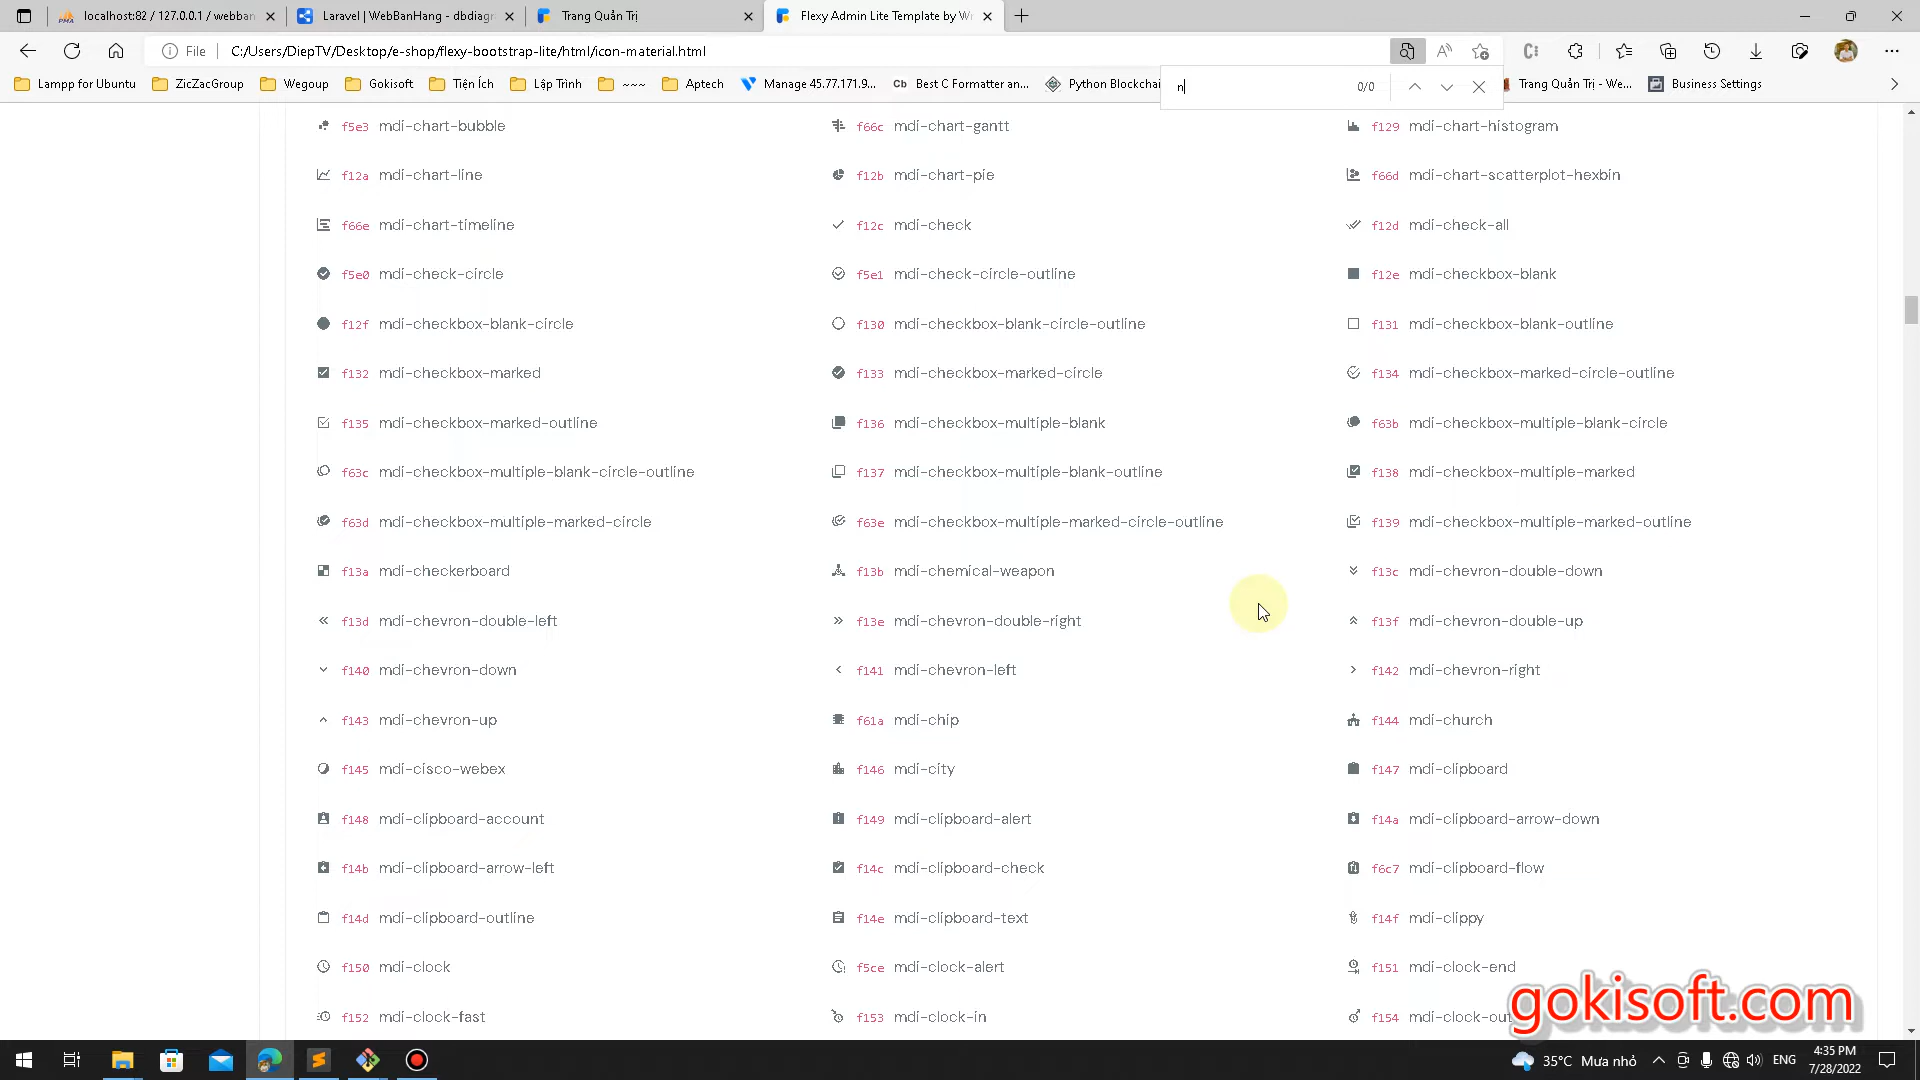 localhost:82 / 127.0.0.1 / webban
Laravel | WebBanHang - dbdiagr
Trang Quản Trị
Flexy Admin Lite Template by Wr
File
C:/Users/DiepTV/Desktop/e-shop/flexy-bootstrap-lite/html/icon-material.html
Lampp for Ubuntu
ZicZacGroup
Wegoup
Gokisoft
Tiện Ích
Lập Trình
~~~
Aptech
Manage 45.77.171.9...
Cb Best C Formatter an...
Python Blockchai
n
0/0
Trang Quản Trị - We...
Business Settings
f5e3 mdi-chart-bubble
f66c mdi-chart-gantt
f129 mdi-chart-histogram
f12a mdi-chart-line
f12b mdi-chart-pie
f66d mdi-chart-scatterplot-hexbin
f66e mdi-chart-timeline
f12c mdi-check
f12d mdi-check-all
f5e0 mdi-check-circle
f5e1 mdi-check-circle-outline
f12e mdi-checkbox-blank
f12f mdi-checkbox-blank-circle
f130 mdi-checkbox-blank-circle-outline
f131 mdi-checkbox-blank-outline
f132 mdi-checkbox-marked
f133 mdi-checkbox-marked-circle
f134 mdi-checkbox-marked-circle-outline
f135 mdi-checkbox-marked-outline
f136 mdi-checkbox-multiple-blank
f63b mdi-checkbox-multiple-blank-circle
f63c mdi-checkbox-multiple-blank-circle-outline
f137 mdi-checkbox-multiple-blank-outline
f138 mdi-checkbox-multiple-marked
f63d mdi-checkbox-multiple-marked-circle
f63e mdi-checkbox-multiple-marked-circle-outline
f139 mdi-checkbox-multiple-marked-outline
f13a mdi-checkerboard
f13b mdi-chemical-weapon
f13c mdi-chevron-double-down
f13d mdi-chevron-double-left
f13e mdi-chevron-double-right
f13f mdi-chevron-double-up
f140 mdi-chevron-down
f141 mdi-chevron-left
f142 mdi-chevron-right
f143 mdi-chevron-up
f61a mdi-chip
f144 mdi-church
f145 mdi-cisco-webex
f146 mdi-city
f147 mdi-clipboard
f148 mdi-clipboard-account
f149 mdi-clipboard-alert
f14a mdi-clipboard-arrow-down
f14b mdi-clipboard-arrow-left
f14c mdi-clipboard-check
f6c7 mdi-clipboard-flow
f14d mdi-clipboard-outline
f14e mdi-clipboard-text
f14f mdi-clippy
f150 mdi-clock
f5ce mdi-clock-alert
f151 mdi-clock-end
f152 mdi-clock-fast
f153 mdi-clock-in
f154 mdi-clock-ou
gokisoft.com
35°C Mưa nhỏ
ENG
4:35 PM
7/28/2022